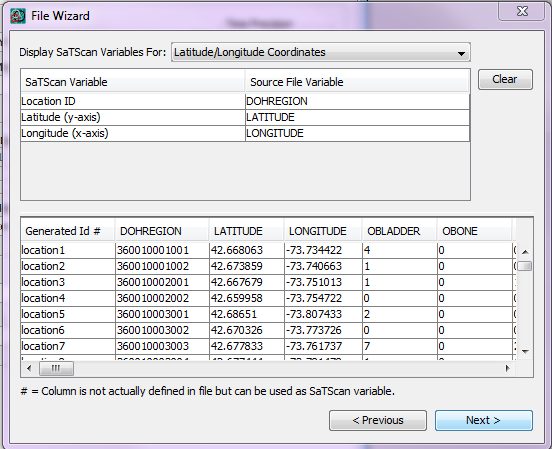 File Wizard
Display SaTScan Variables For: Latitude/Longitude Coordinates
Clear
SaTScan Variable Source File Variable
Location ID DOHREGION
Latitude (y-axis) LATITUDE
Longitude (x-axis) LONGITUDE
Generated Id # DOHREGION LATITUDE LONGITUDE OBLADDER OBONE
location1 360010001001 42.668063 -73.734422 4 0
location2 360010001002 42.673859 -73.740663 1 0
location3 360010002001 42.667679 -73.751013 1 0
location4 360010002002 42.659958 -73.754722 0 0
location5 360010003001 42.68651 -73.807433 2 0
location6 360010003002 42.670326 -73.773726 0 0
location7 360010003003 42.677833 -73.761737 7 0
# = Column is not actually defined in file but can be used as SaTScan variable.
< Previous Next >